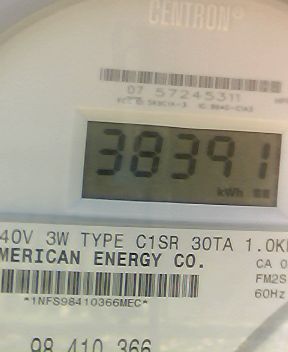 CENTRON®
07 57245311
38391
kWh
40V 3W TYPE C1SR 30TA 1.0K
MERICAN ENERGY CO.
CA 0
FM2S
60Hz
*1NFS98410366MEC*
98 410 366